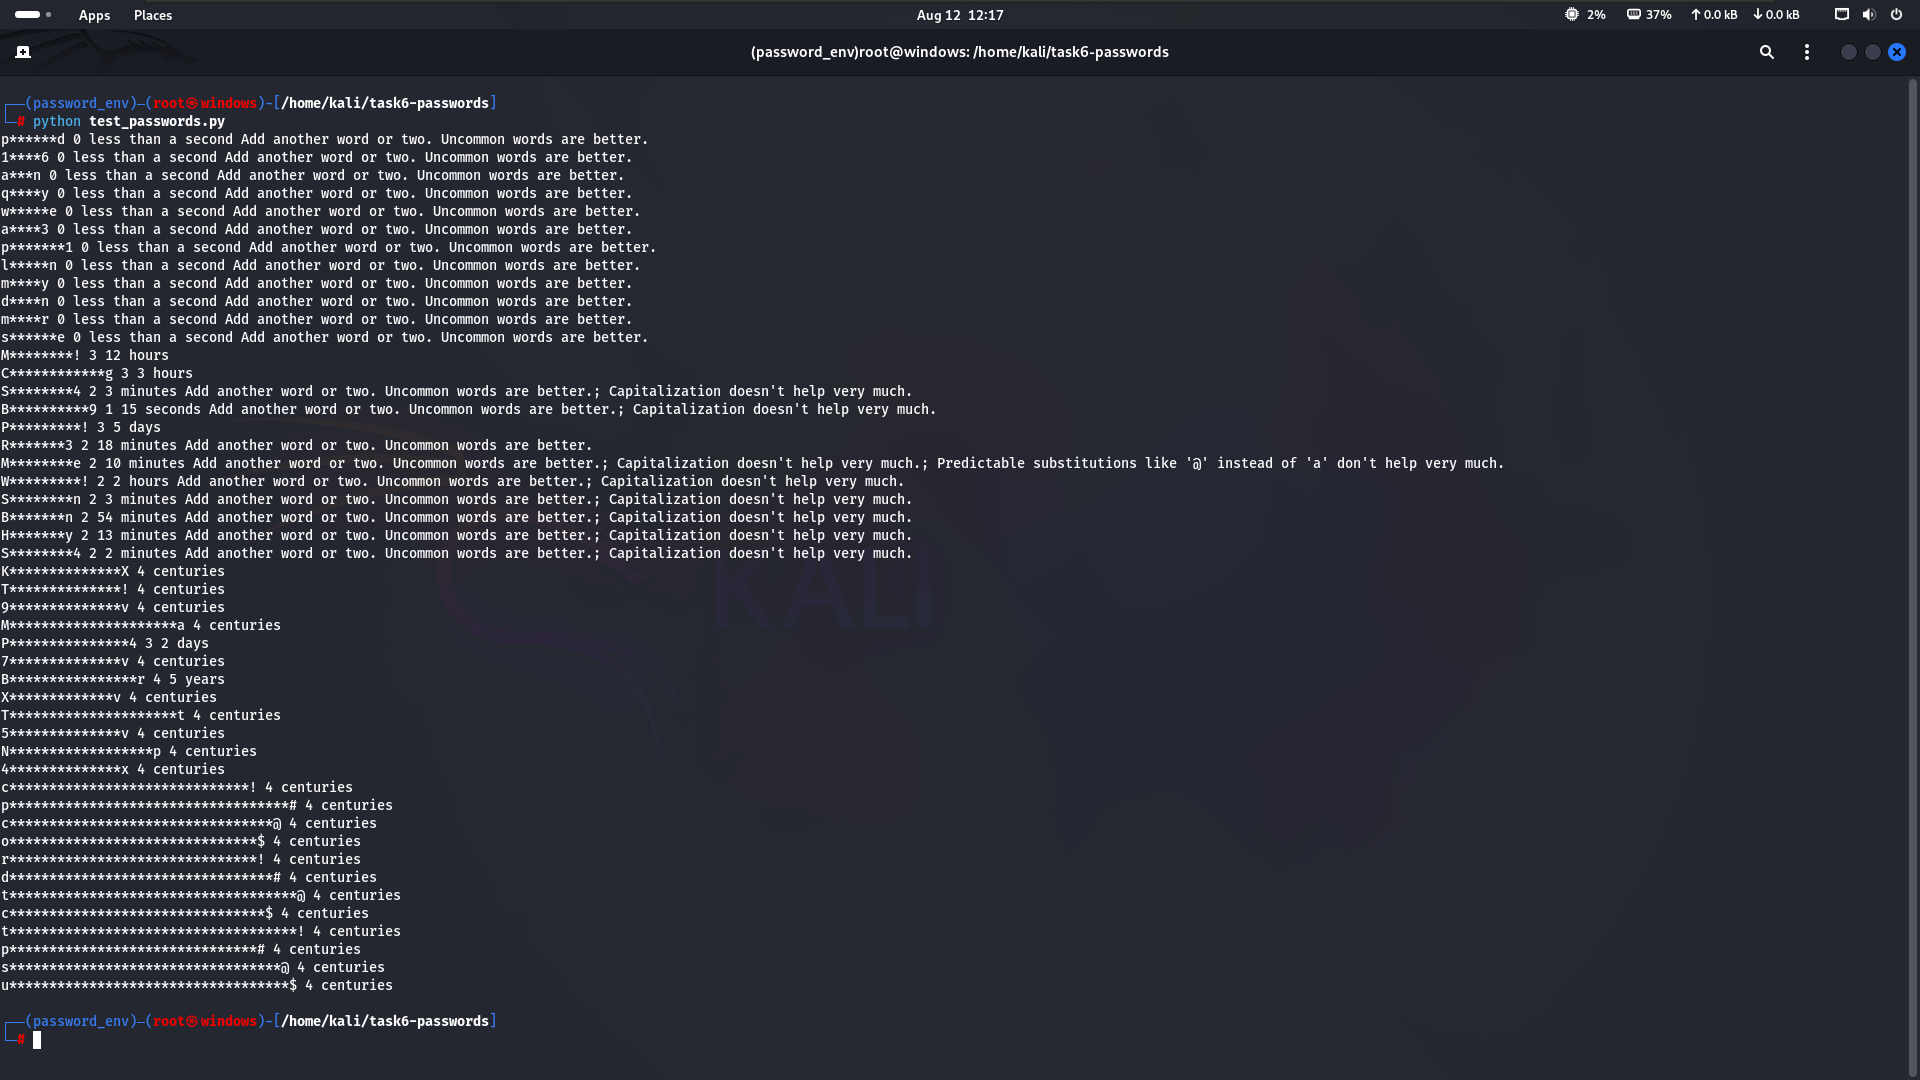 Apps Places Aug 12 12:17 2% 37% 0.0 kB 0.0 kB
(password_env)root@windows: /home/kali/task6-passwords
┌──(password_env)─(root㉿windows)-[/home/kali/task6-passwords]
└─# python test_passwords.py
p******d 0 less than a second Add another word or two. Uncommon words are better.
1****6 0 less than a second Add another word or two. Uncommon words are better.
a***n 0 less than a second Add another word or two. Uncommon words are better.
q****y 0 less than a second Add another word or two. Uncommon words are better.
w*****e 0 less than a second Add another word or two. Uncommon words are better.
a****3 0 less than a second Add another word or two. Uncommon words are better.
p*******1 0 less than a second Add another word or two. Uncommon words are better.
l*****n 0 less than a second Add another word or two. Uncommon words are better.
m****y 0 less than a second Add another word or two. Uncommon words are better.
d****n 0 less than a second Add another word or two. Uncommon words are better.
m****r 0 less than a second Add another word or two. Uncommon words are better.
s******e 0 less than a second Add another word or two. Uncommon words are better.
M********! 3 12 hours
C************g 3 3 hours
S********4 2 3 minutes Add another word or two. Uncommon words are better.; Capitalization doesn't help very much.
B**********9 1 15 seconds Add another word or two. Uncommon words are better.; Capitalization doesn't help very much.
P*********! 3 5 days
R*******3 2 18 minutes Add another word or two. Uncommon words are better.
M********e 2 10 minutes Add another word or two. Uncommon words are better.; Capitalization doesn't help very much.; Predictable substitutions like '@' instead of 'a' don't help very much.
W*********! 2 2 hours Add another word or two. Uncommon words are better.; Capitalization doesn't help very much.
S********n 2 3 minutes Add another word or two. Uncommon words are better.; Capitalization doesn't help very much.
B*******n 2 54 minutes Add another word or two. Uncommon words are better.; Capitalization doesn't help very much.
H*******y 2 13 minutes Add another word or two. Uncommon words are better.; Capitalization doesn't help very much.
S********4 2 2 minutes Add another word or two. Uncommon words are better.; Capitalization doesn't help very much.
K**************X 4 centuries
T**************! 4 centuries
9**************v 4 centuries
M*********************a 4 centuries
P***************4 3 2 days
7**************v 4 centuries
B****************r 4 5 years
X*************v 4 centuries
T*********************t 4 centuries
5**************v 4 centuries
N******************p 4 centuries
4**************x 4 centuries
c******************************! 4 centuries
p***********************************# 4 centuries
c*********************************@ 4 centuries
o*******************************$ 4 centuries
r*******************************! 4 centuries
d*********************************# 4 centuries
t************************************@ 4 centuries
c********************************$ 4 centuries
t************************************! 4 centuries
p*******************************# 4 centuries
s**********************************@ 4 centuries
u***********************************$ 4 centuries
┌──(password_env)─(root㉿windows)-[/home/kali/task6-passwords]
└─#
KALI